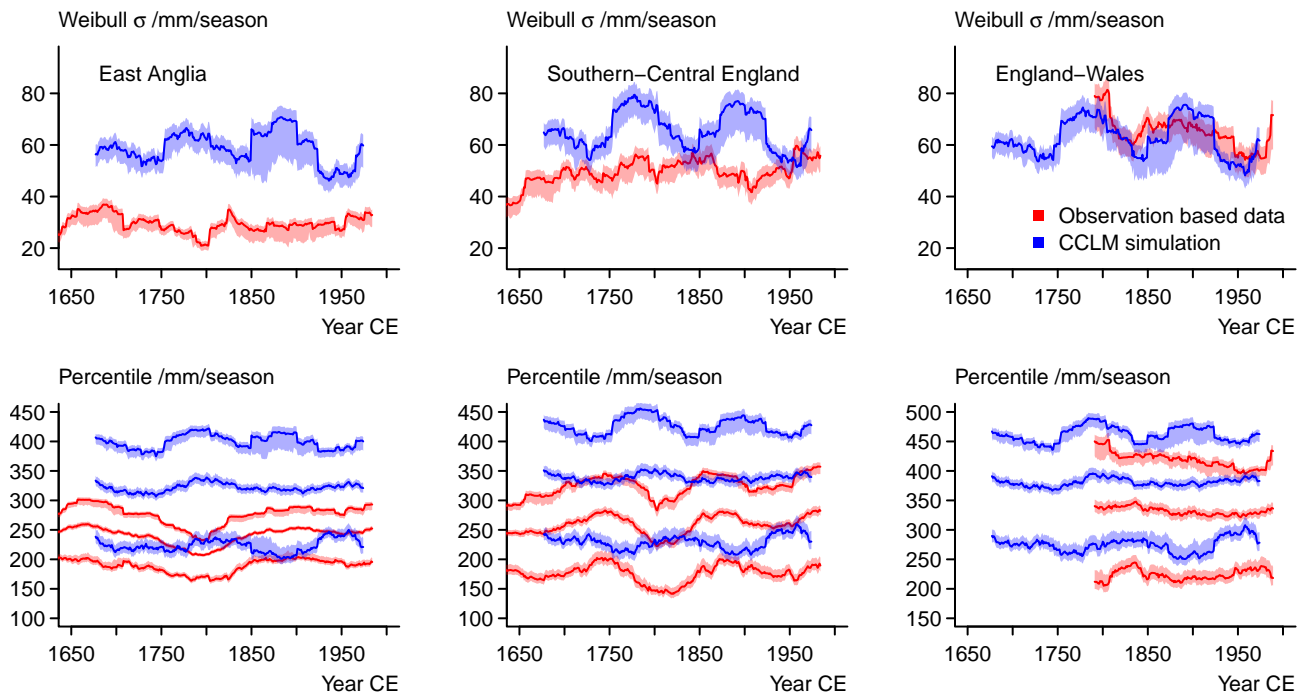 Weibull σ /mm/season
Weibull σ /mm/season
Weibull σ /mm/season
East Anglia
Southern−Central England
England−Wales
80
60
40
20
80
60
40
20
80
60
40
20
Observation based data
CCLM simulation
1650 1750 1850 1950
1650 1750 1850 1950
1650 1750 1850 1950
Year CE
Year CE
Year CE
Percentile /mm/season
Percentile /mm/season
Percentile /mm/season
450
400
350
300
250
200
150
100
450
400
350
300
250
200
150
100
500
450
400
350
300
250
200
150
1650 1750 1850 1950
1650 1750 1850 1950
1650 1750 1850 1950
Year CE
Year CE
Year CE